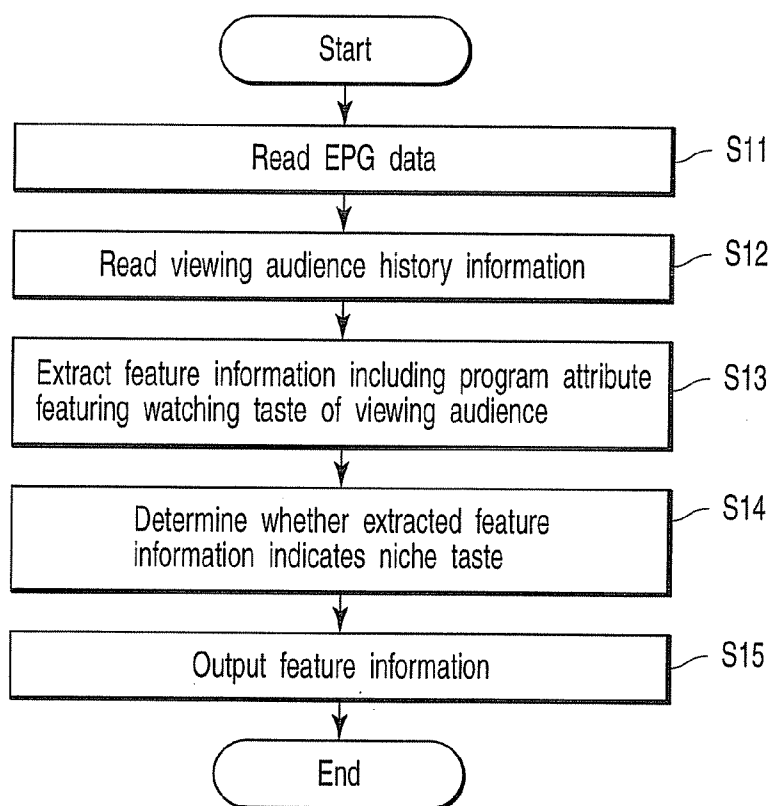 Start
Read EPG data
S11
Read viewing audience history information
S12
Extract feature information including program attribute
featuring watching taste of viewing audience
S13
Determine whether extracted feature
information indicates niche taste
S14
Output feature information
S15
End